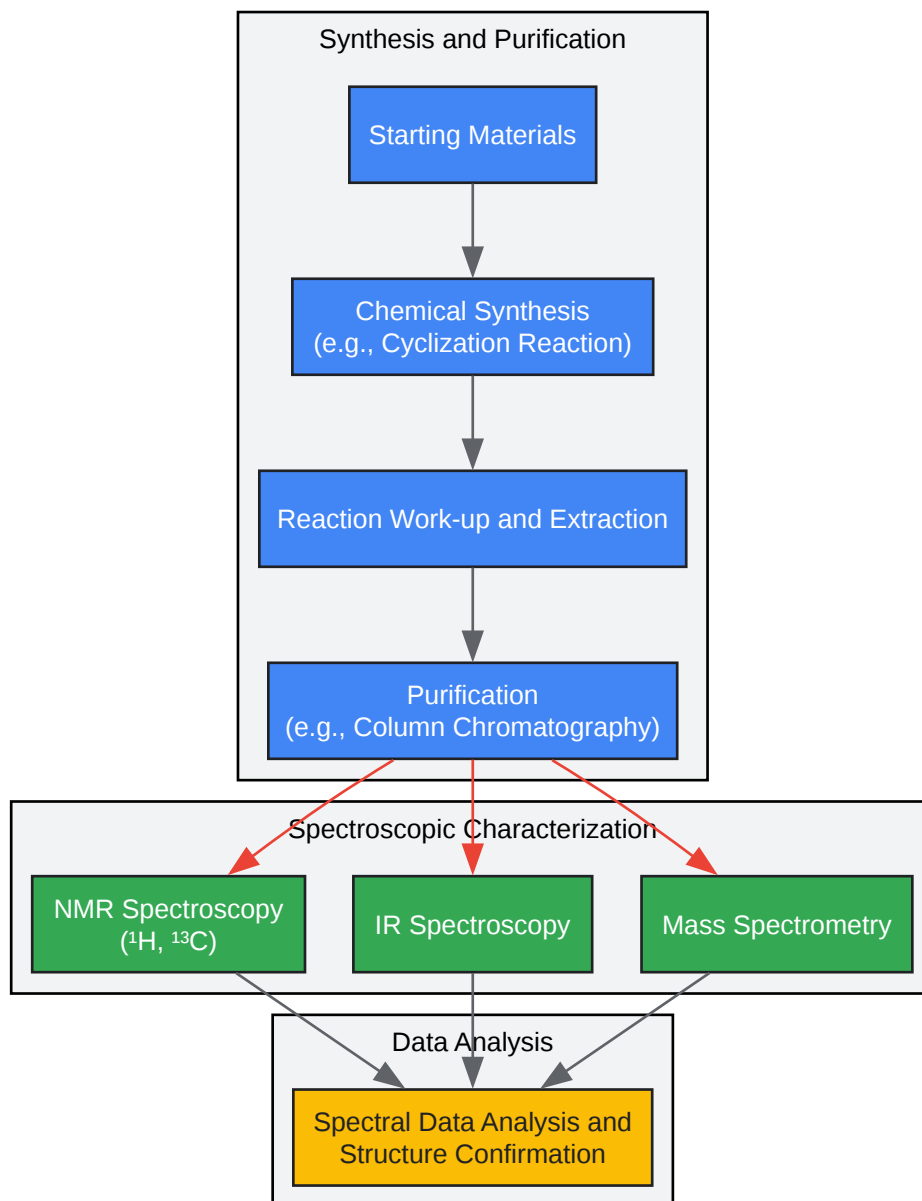 Synthesis and Purification
Starting Materials
Chemical Synthesis
(e.g., Cyclization Reaction)
Reaction Work-up and Extraction
Purification
(e.g., Column Chromatography)
Spectroscopic Characterization
NMR Spectroscopy
(¹H, ¹³C)
IR Spectroscopy
Mass Spectrometry
Data Analysis
Spectral Data Analysis and
Structure Confirmation